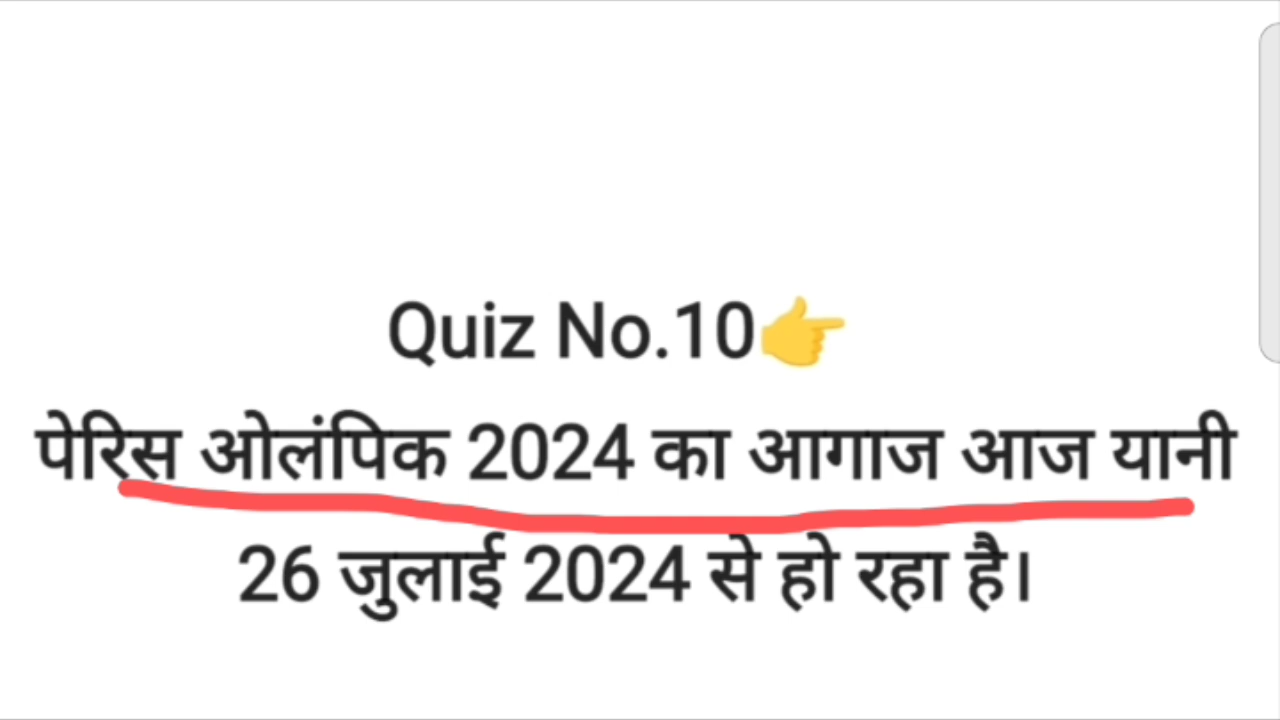 Quiz No.10👉
पेरिस ओलंपिक 2024 का आगाज आज यानी
26 जुलाई 2024 से हो रहा है।